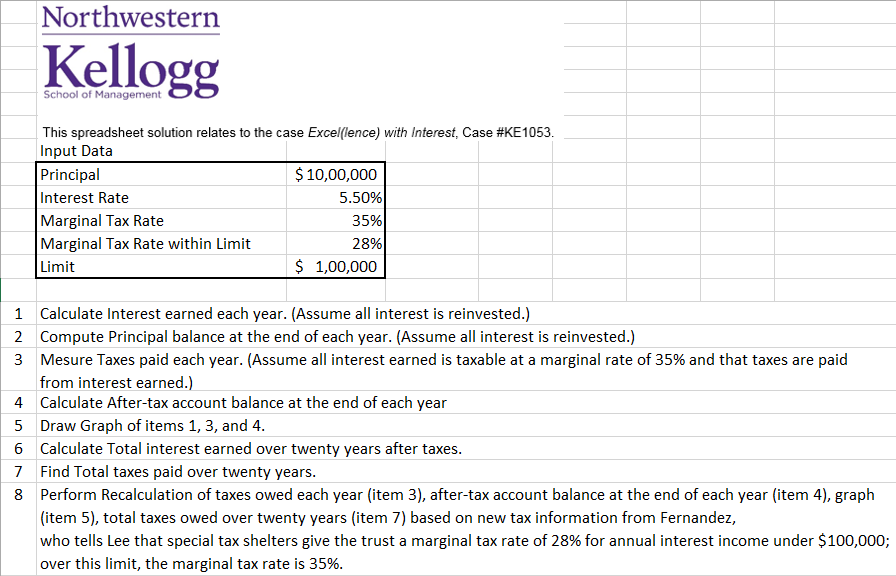 Northwestern
Kellogg
School of Management
This spreadsheet solution relates to the case Excel(lence) with Interest, Case #KE1053.
Input Data
Principal $ 10,00,000
Interest Rate 5.50%
Marginal Tax Rate 35%
Marginal Tax Rate within Limit 28%
Limit $ 1,00,000
1 Calculate Interest earned each year. (Assume all interest is reinvested.)
2 Compute Principal balance at the end of each year. (Assume all interest is reinvested.)
3 Mesure Taxes paid each year. (Assume all interest earned is taxable at a marginal rate of 35% and that taxes are paid
from interest earned.)
4 Calculate After-tax account balance at the end of each year
5 Draw Graph of items 1, 3, and 4.
6 Calculate Total interest earned over twenty years after taxes.
7 Find Total taxes paid over twenty years.
8 Perform Recalculation of taxes owed each year (item 3), after-tax account balance at the end of each year (item 4), graph
(item 5), total taxes owed over twenty years (item 7) based on new tax information from Fernandez,
who tells Lee that special tax shelters give the trust a marginal tax rate of 28% for annual interest income under $100,000;
over this limit, the marginal tax rate is 35%.